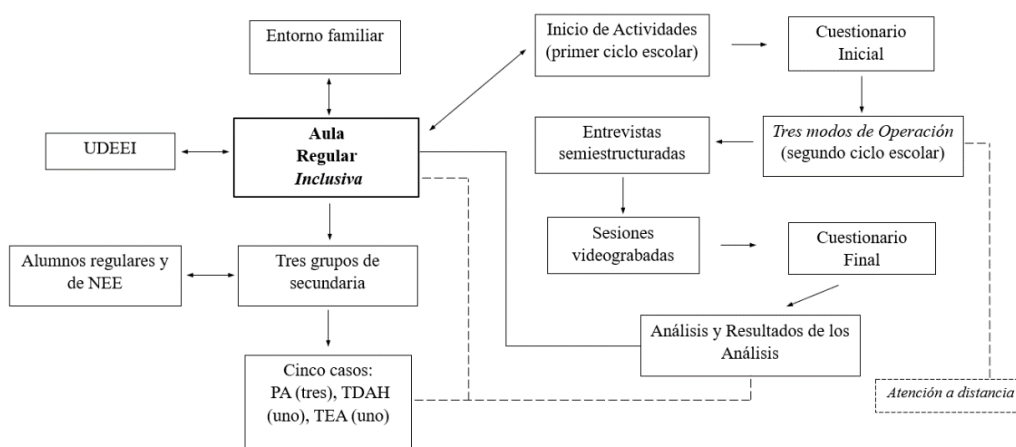 Entorno familiar
Inicio de Actividades
(primer ciclo escolar)
Cuestionario
Inicial
UDEEI
Aula
Regular
Inclusiva
Entrevistas
semiestructuradas
Tres modos de Operación
(segundo ciclo escolar)
Alumnos regulares y
de NEE
Tres grupos de
secundaria
Sesiones
videograbadas
Cuestionario
Final
Análisis y Resultados de los
Análisis
Cinco casos:
PA (tres), TDAH
(uno), TEA (uno)
Atención a distancia